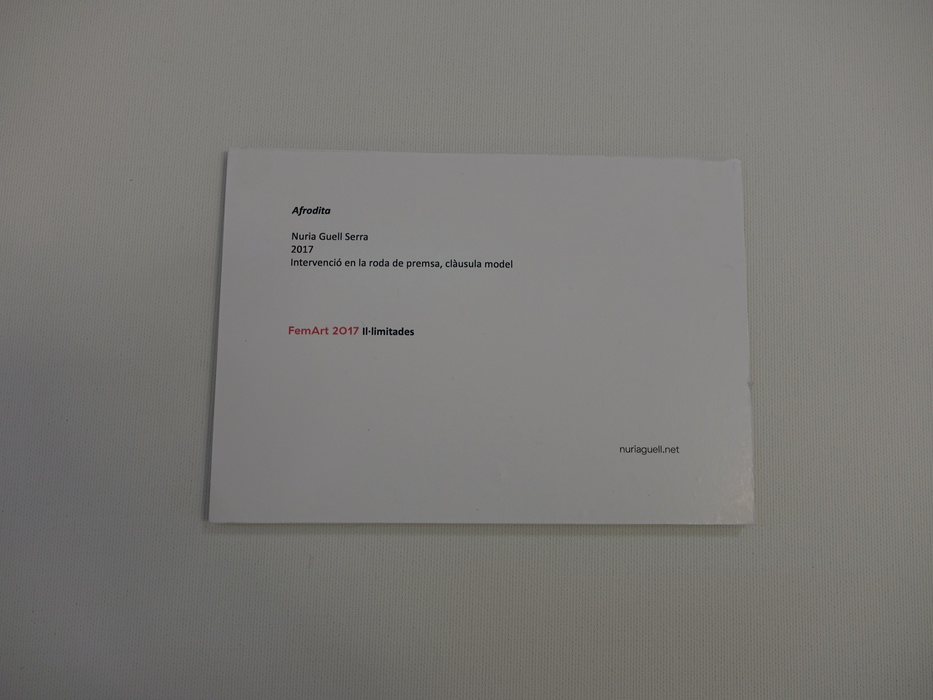 Afrodita
Nuria Guell Serra
2017
Intervenció en la roda de premsa, clàusula model
FemArt 2017 Il·limitades
nuriaguell.net